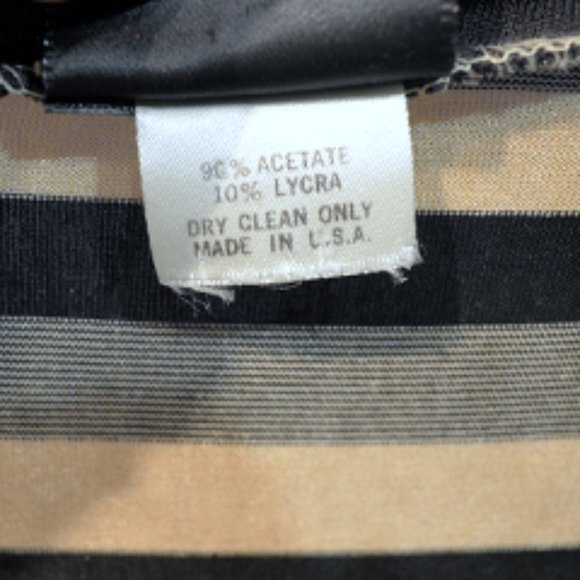 90% ACETATE
10% LYCRA
DRY CLEAN ONLY
MADE IN U.S.A.